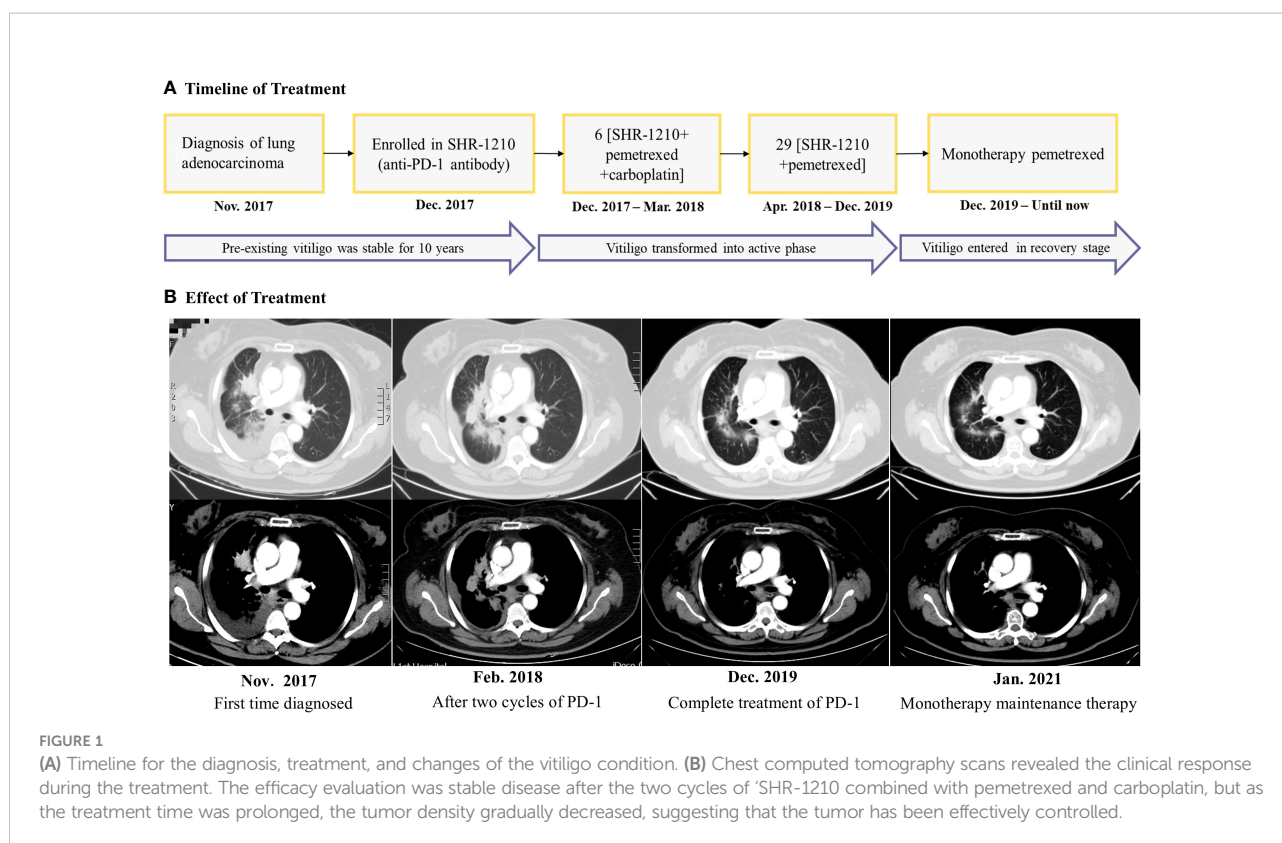 A Timeline of Treatment
Diagnosis of lung
adenocarcinoma
Enrolled in SHR-1210
(anti-PD-1 antibody)
6 [SHR-1210+
pemetrexed
+carboplatin]
29 [SHR-1210
+pemetrexed]
Monotherapy pemetrexed
Nov. 2017
Dec. 2017
Dec. 2017 – Mar. 2018
Apr. 2018 – Dec. 2019
Dec. 2019 – Until now
Pre-existing vitiligo was stable for 10 years
Vitiligo transformed into active phase
Vitiligo entered in recovery stage
B Effect of Treatment
R
2
0
3
L
1
4
7
Nov. 2017
Feb. 2018
Dec. 2019
Jan. 2021
First time diagnosed
After two cycles of PD-1
Complete treatment of PD-1
Monotherapy maintenance therapy
FIGURE 1
(A) Timeline for the diagnosis, treatment, and changes of the vitiligo condition. (B) Chest computed tomography scans revealed the clinical response
during the treatment. The efficacy evaluation was stable disease after the two cycles of ‘SHR-1210 combined with pemetrexed and carboplatin, but as
the treatment time was prolonged, the tumor density gradually decreased, suggesting that the tumor has been effectively controlled.